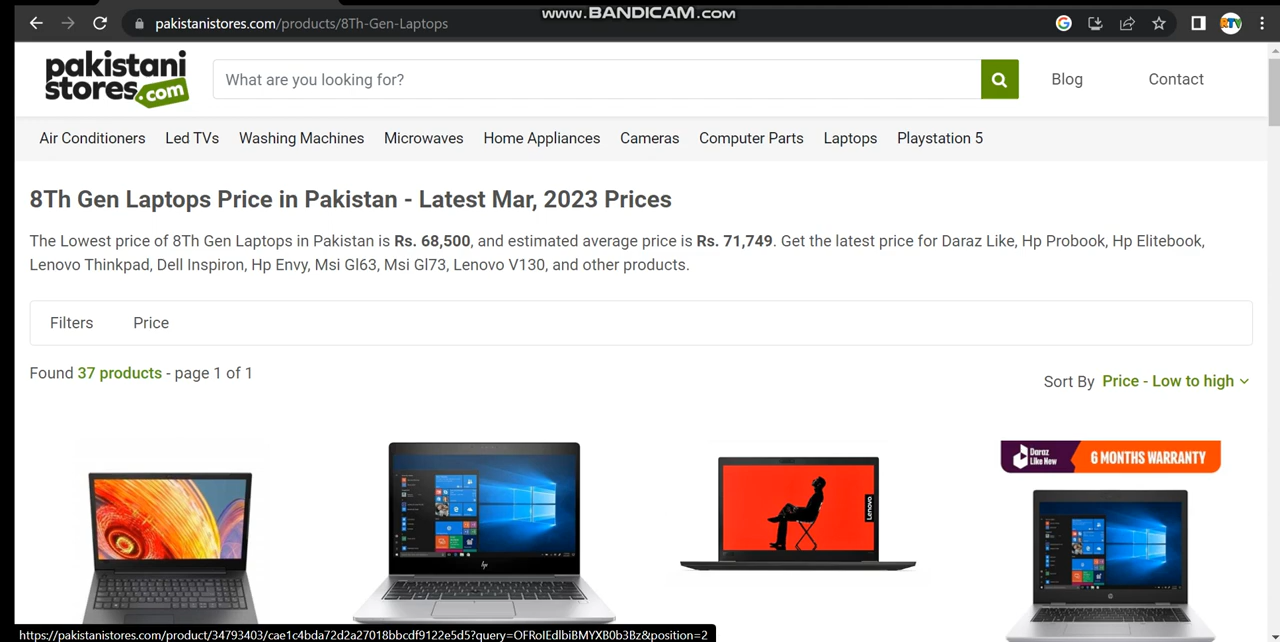 www.BANDICAM.com
pakistanistores.com/products/8Th-Gen-Laptops
pakistani
stores.com
What are you looking for?
Blog
Contact
Air Conditioners Led TVs Washing Machines Microwaves Home Appliances Cameras Computer Parts Laptops Playstation 5
8Th Gen Laptops Price in Pakistan - Latest Mar, 2023 Prices
The Lowest price of 8Th Gen Laptops in Pakistan is Rs. 68,500, and estimated average price is Rs. 71,749. Get the latest price for Daraz Like, Hp Probook, Hp Elitebook,
Lenovo Thinkpad, Dell Inspiron, Hp Envy, Msi Gl63, Msi Gl73, Lenovo V130, and other products.
Filters Price
Found 37 products - page 1 of 1
Sort By Price - Low to high
Daraz
Like New
6 MONTHS WARRANTY
Lenovo
hp
https://pakistanistores.com/product/34793403/cae1c4bda72d2a27018bbcdf9122e5d5?query=OFRoIEdlbiBMYXB0b3Bz&position=2